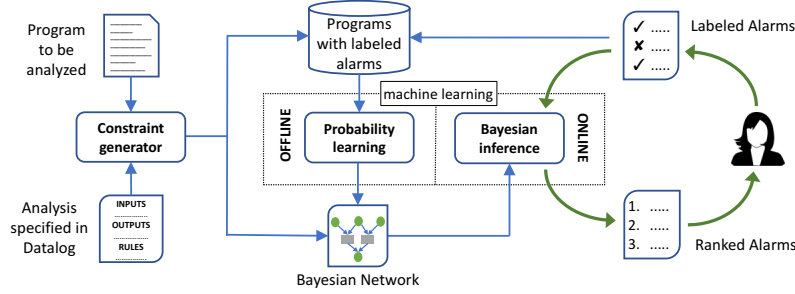 Program
to be
analyzed
Programs
with labeled
alarms
✓ .....
✘ .....
✓ .....
Labeled Alarms
machine learning
Constraint
generator
OFFLINE
Probability
learning
Bayesian
inference
ONLINE
Analysis
specified in
Datalog
INPUTS
..............
OUTPUTS
..............
RULES
..............
Bayesian Network
1. .....
2. .....
3. .....
Ranked Alarms